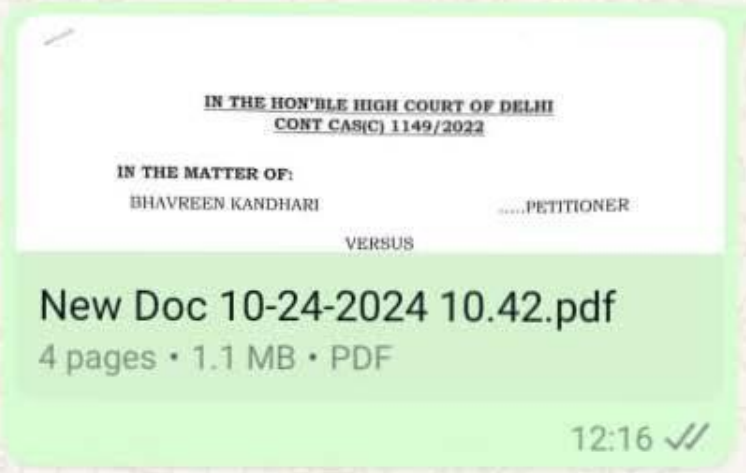 IN THE HON'BLE HIGH COURT OF DELHI
CONT CAS(C) 1149/2022
IN THE MATTER OF:
BHAVREEN KANDHARI .....PETITIONER
VERSUS
New Doc 10-24-2024 10.42.pdf
4 pages • 1.1 MB • PDF
12:16